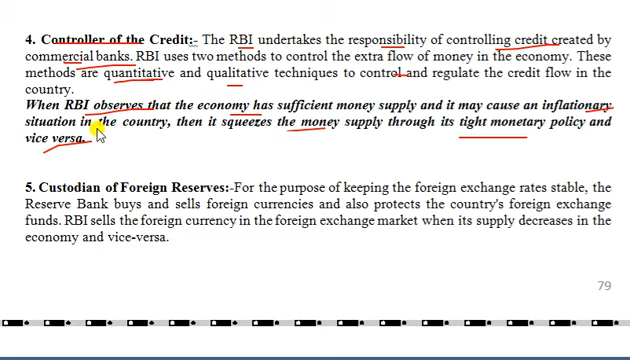 4. Controller of the Credit:- The RBI undertakes the responsibility of controlling credit created by
commercial banks. RBI uses two methods to control the extra flow of money in the economy. These
methods are quantitative and qualitative techniques to control and regulate the credit flow in the
country.
When RBI observes that the economy has sufficient money supply and it may cause an inflationary
situation in the country, then it squeezes the money supply through its tight monetary policy and
vice versa.
5. Custodian of Foreign Reserves:-For the purpose of keeping the foreign exchange rates stable, the
Reserve Bank buys and sells foreign currencies and also protects the country's foreign exchange
funds. RBI sells the foreign currency in the foreign exchange market when its supply decreases in the
economy and vice-versa.
79